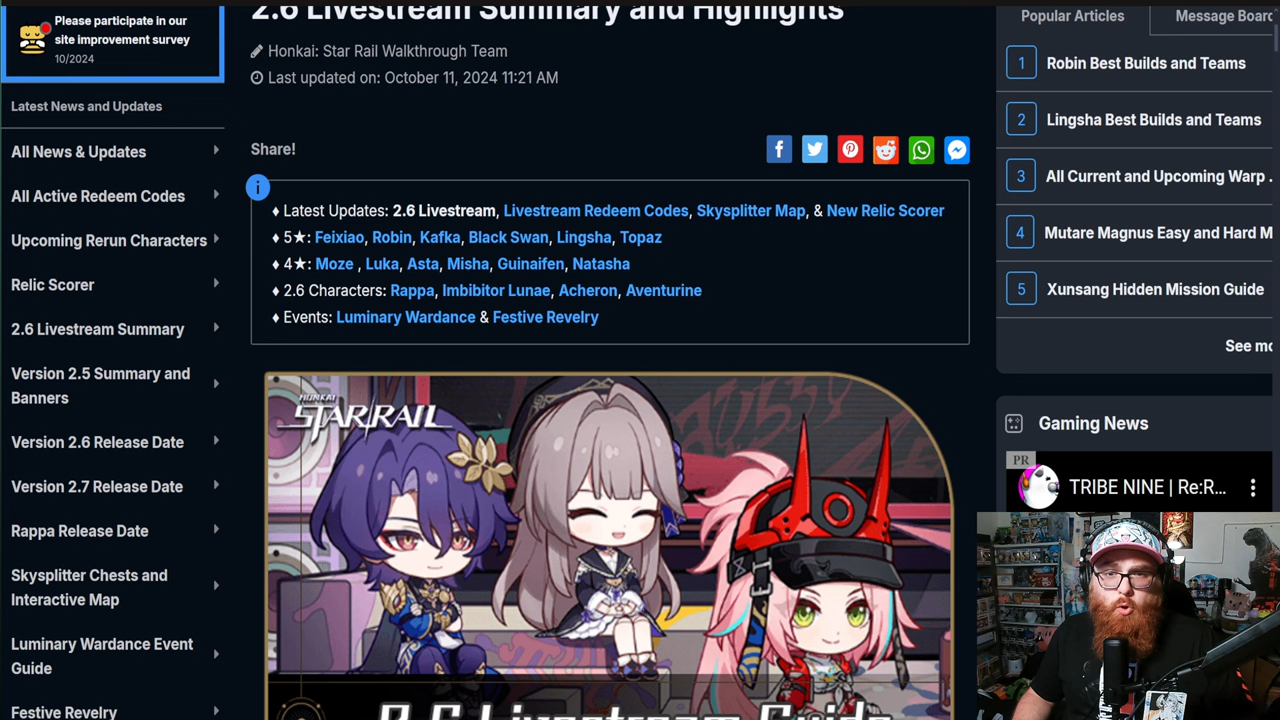 Please participate in our
site improvement survey
10/2024
Latest News and Updates
All News & Updates
All Active Redeem Codes
Upcoming Rerun Characters
Relic Scorer
2.6 Livestream Summary
Version 2.5 Summary and
Banners
Version 2.6 Release Date
Version 2.7 Release Date
Rappa Release Date
Skysplitter Chests and
Interactive Map
Luminary Wardance Event
Guide
Festive Revelry
2.6 Livestream Summary and Highlights
Honkai: Star Rail Walkthrough Team
Last updated on: October 11, 2024 11:21 AM
Share!
♦ Latest Updates: 2.6 Livestream, Livestream Redeem Codes, Skysplitter Map, & New Relic Scorer
♦ 5★: Feixiao, Robin, Kafka, Black Swan, Lingsha, Topaz
♦ 4★: Moze , Luka, Asta, Misha, Guinaifen, Natasha
♦ 2.6 Characters: Rappa, Imbibitor Lunae, Acheron, Aventurine
♦ Events: Luminary Wardance & Festive Revelry
HONKAI
STAR RAIL
2.6 Livestream Guide
Popular Articles
Message Board
1 Robin Best Builds and Teams
2 Lingsha Best Builds and Teams
3 All Current and Upcoming Warp .
4 Mutare Magnus Easy and Hard M
5 Xunsang Hidden Mission Guide
See mo
Gaming News
PR
TRIBE NINE | Re:R...